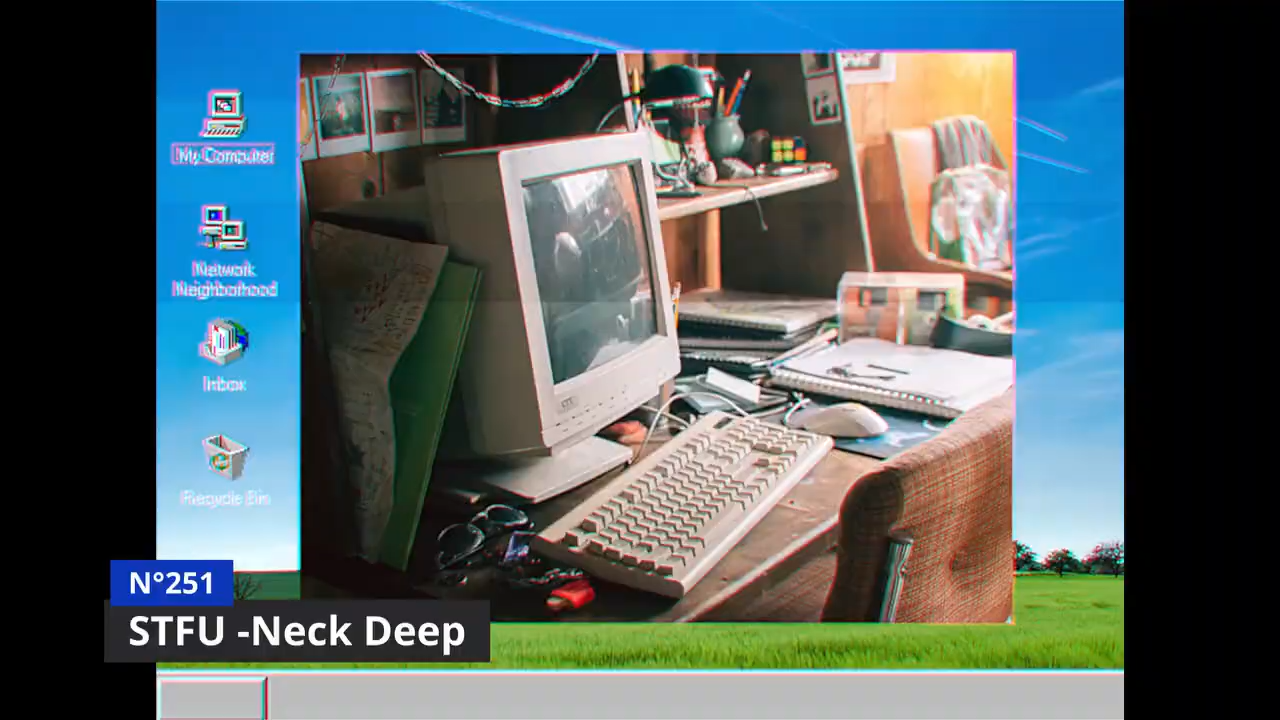 My Computer
Network
Neighborhood
Inbox
Recycle Bin
N°251
STFU -Neck Deep